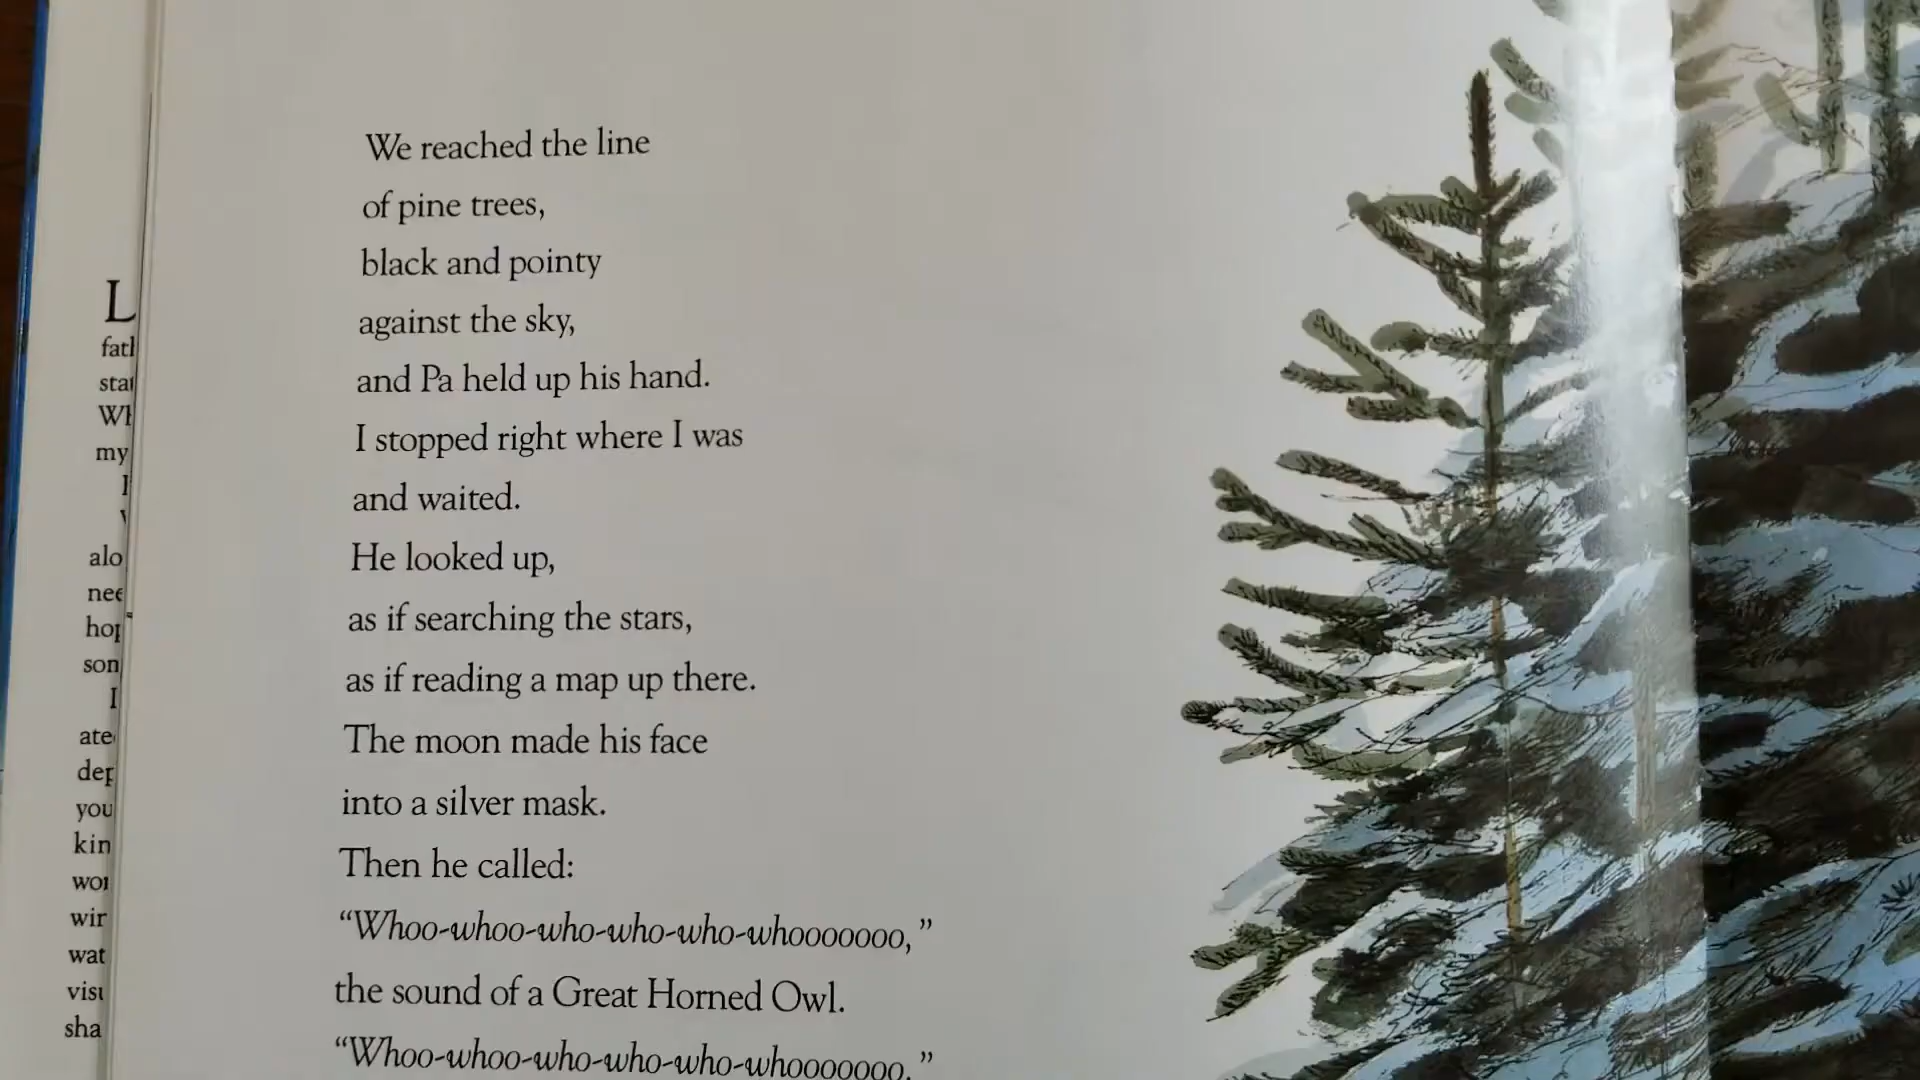 We reached the line
of pine trees,
black and pointy
against the sky,
and Pa held up his hand.
I stopped right where I was
and waited.
He looked up,
as if searching the stars,
as if reading a map up there.
The moon made his face
into a silver mask.
Then he called:
“Whoo-whoo-who-who-who-whooooooo,”
the sound of a Great Horned Owl.
“Whoo-whoo-who-who-who-whooooooo.”